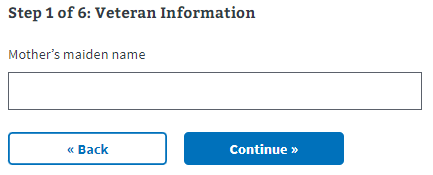 Step 1 of 6: Veteran Information
Mother’s maiden name
« Back
Continue »